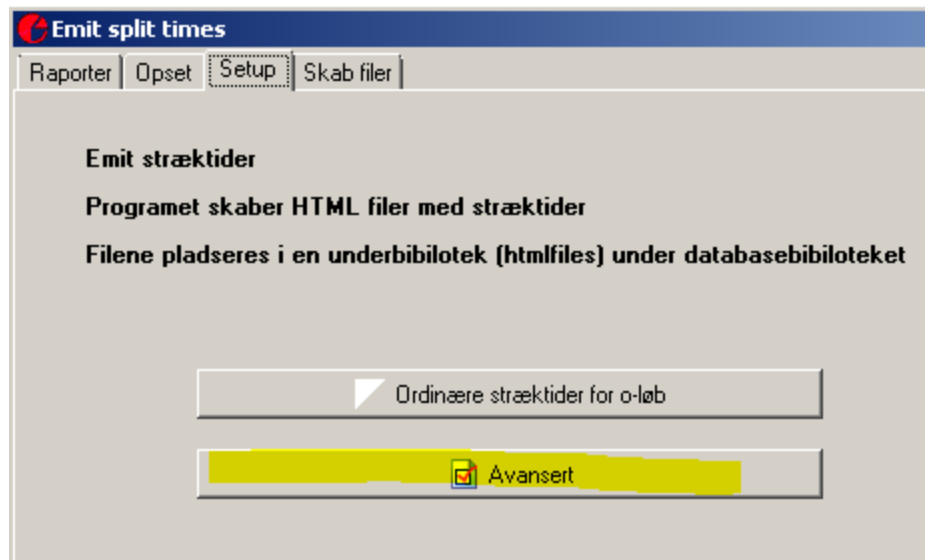 Emit split times
Raporter Opset Setup Skab filer
Emit stræktider
Programet skaber HTML filer med stræktider
Filene pladseres i en underbibilotek (htmlfiles) under databasebibiloteket
Ordinære stræktider for o-løb
Avansert